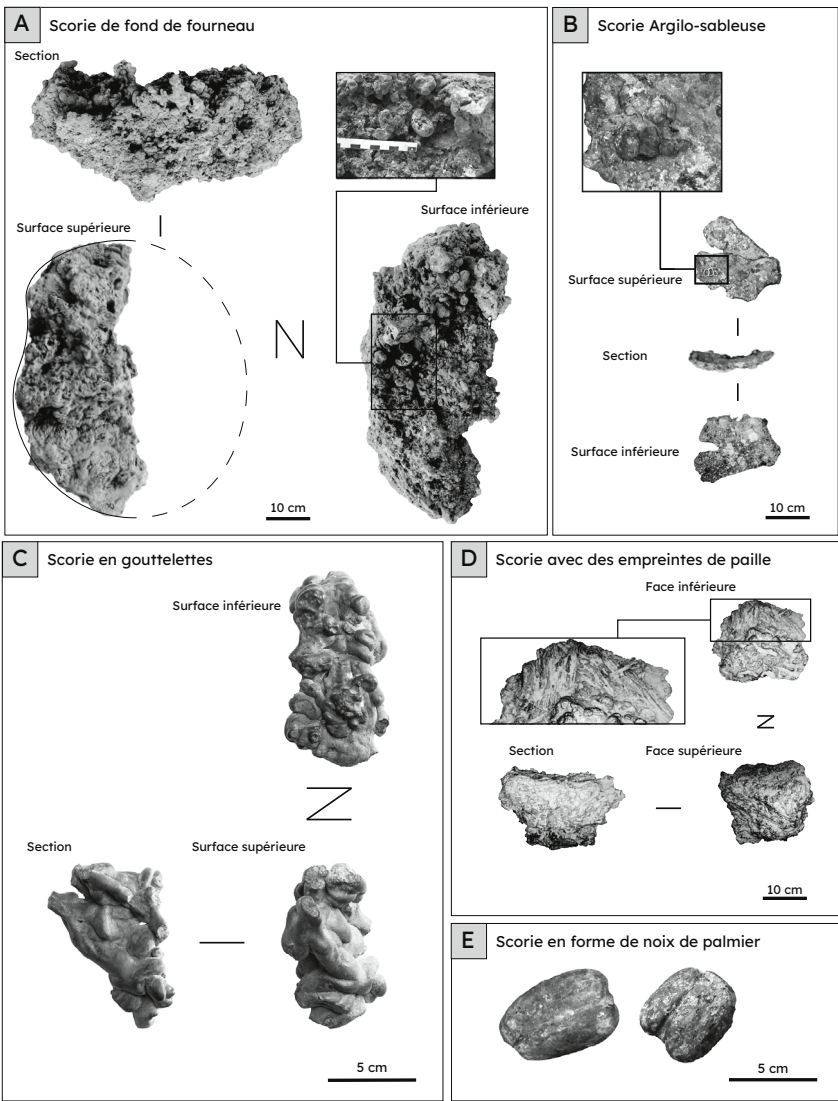 A Scorie de fond de fourneau
Section
Surface supérieure
Surface inférieure
10 cm
B Scorie Argilo-sableuse
Surface supérieure
Section
Surface inférieure
10 cm
C Scorie en gouttelettes
Surface inférieure
Section
Surface supérieure
5 cm
D Scorie avec des empreintes de paille
Face inférieure
Section
Face supérieure
10 cm
E Scorie en forme de noix de palmier
5 cm